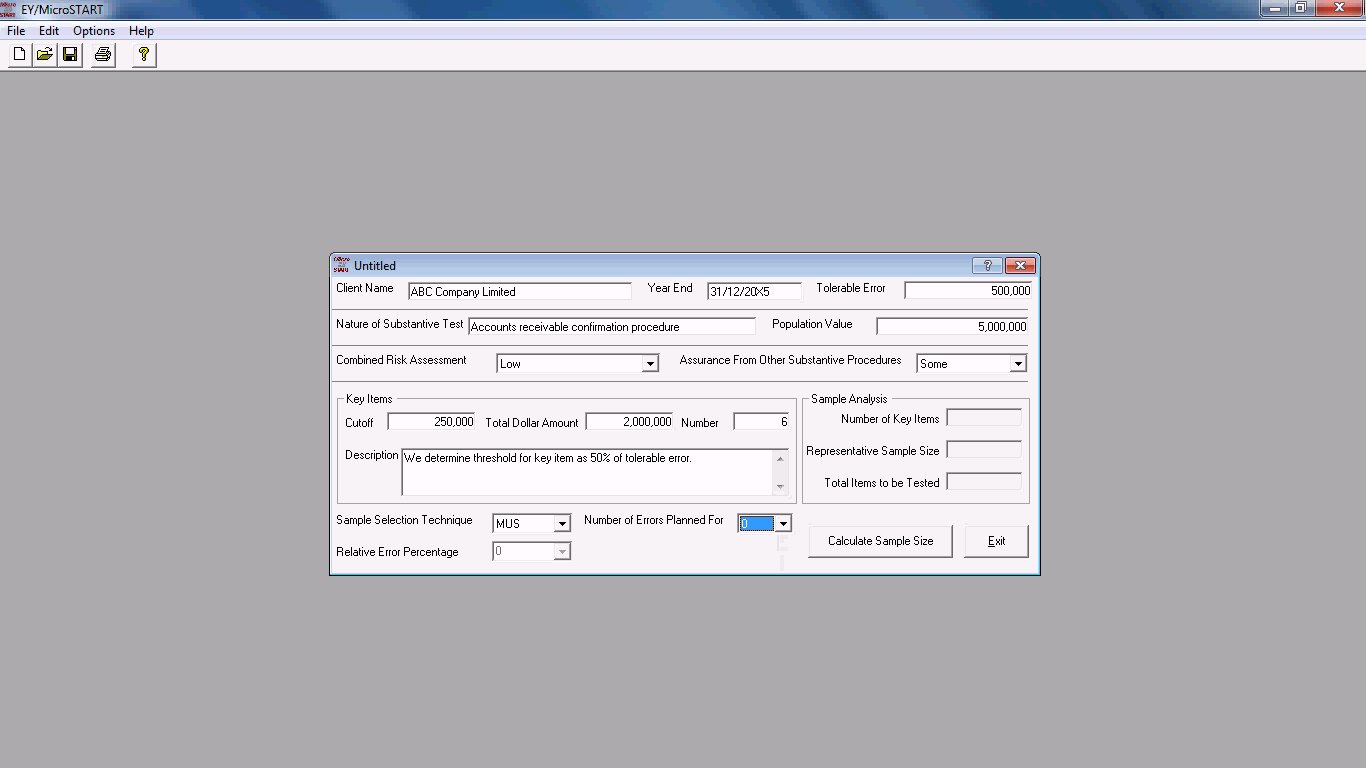 EY/MicroSTART
File Edit Options Help
Untitled
Client Name ABC Company Limited Year End 31/12/20X5 Tolerable Error 500,000
Nature of Substantive Test Accounts receivable confirmation procedure Population Value 5,000,000
Combined Risk Assessment Low Assurance From Other Substantive Procedures Some
Key Items
Cutoff 250,000 Total Dollar Amount 2,000,000 Number 6
Description We determine threshold for key item as 50% of tolerable error.
Sample Analysis
Number of Key Items
Representative Sample Size
Total Items to be Tested
Sample Selection Technique MUS Number of Errors Planned For 0
Relative Error Percentage 0
Calculate Sample Size Exit